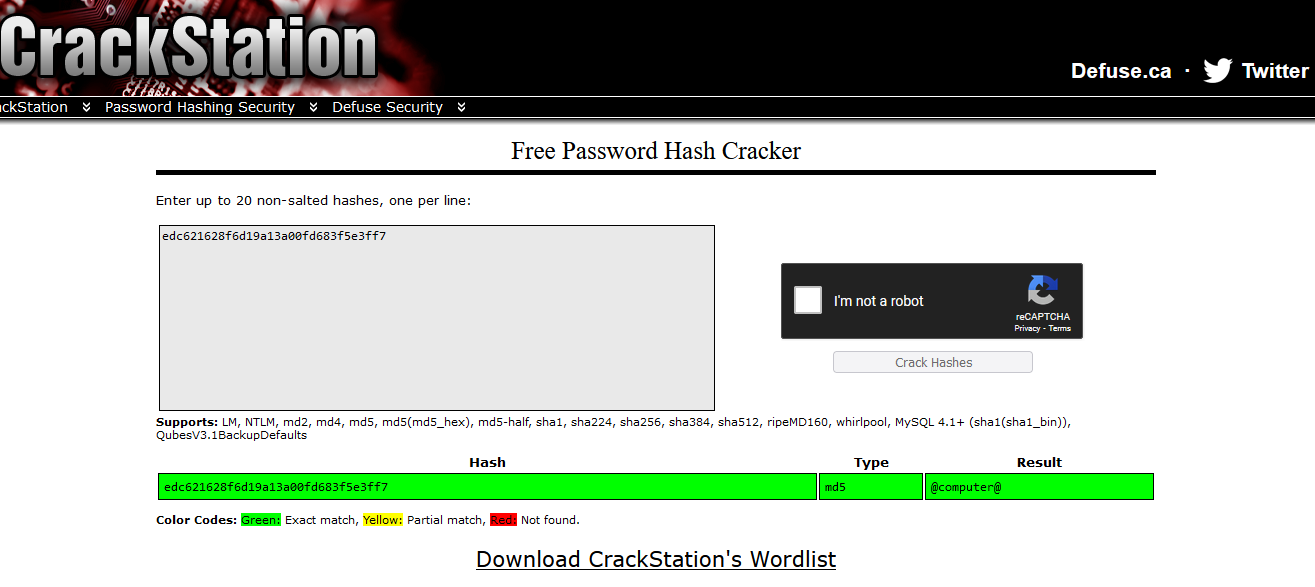 CrackStation
Defuse.ca · Twitter
ckStation Password Hashing Security Defuse Security
Free Password Hash Cracker
Enter up to 20 non-salted hashes, one per line:
edc621628f6d19a13a00fd683f5e3ff7
I'm not a robot
reCAPTCHA
Privacy - Terms
Crack Hashes
Supports: LM, NTLM, md2, md4, md5, md5(md5_hex), md5-half, sha1, sha224, sha256, sha384, sha512, ripeMD160, whirlpool, MySQL 4.1+ (sha1(sha1_bin)),
QubesV3.1BackupDefaults
Hash Type Result
edc621628f6d19a13a00fd683f5e3ff7 md5 @computer@
Color Codes: Green: Exact match, Yellow: Partial match, Red: Not found.
Download CrackStation's Wordlist